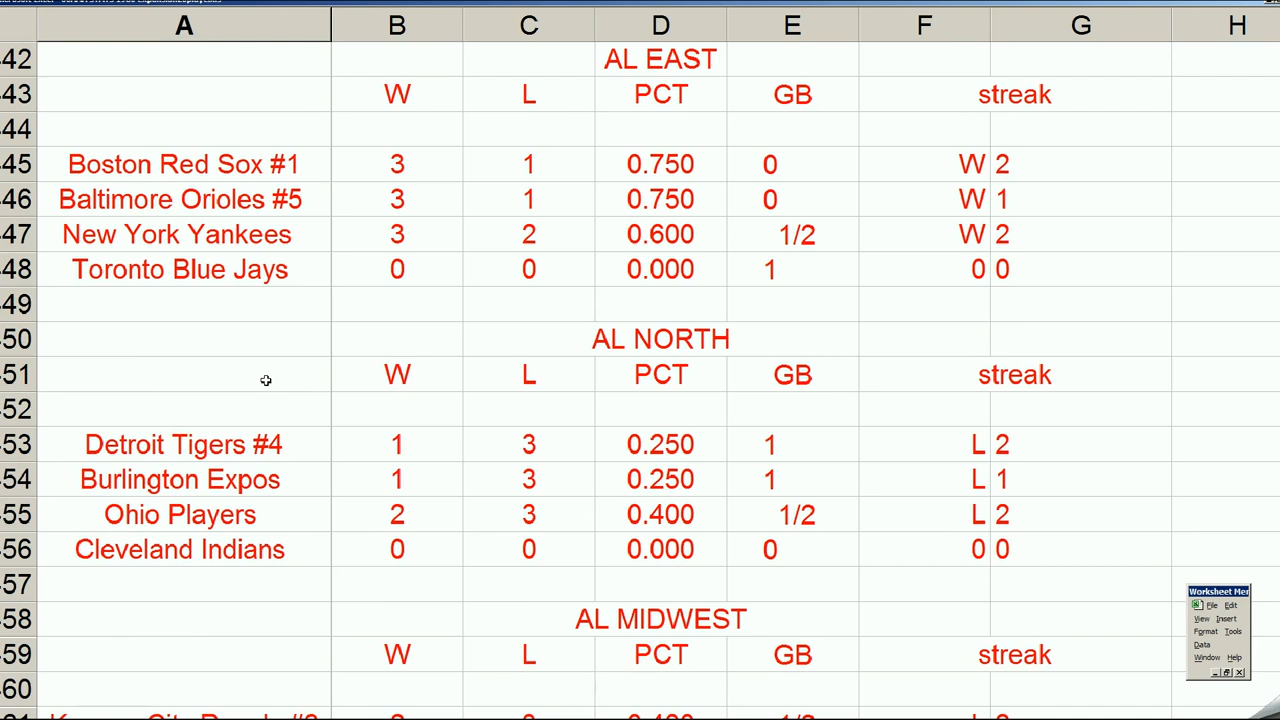 A B C D E F G H
42 AL EAST
43 W L PCT GB streak
44
45 Boston Red Sox #1 3 1 0.750 0 W 2
46 Baltimore Orioles #5 3 1 0.750 0 W 1
47 New York Yankees 3 2 0.600 1/2 W 2
48 Toronto Blue Jays 0 0 0.000 1 0 0
49
50 AL NORTH
51 W L PCT GB streak
52
53 Detroit Tigers #4 1 3 0.250 1 L 2
54 Burlington Expos 1 3 0.250 1 L 1
55 Ohio Players 2 3 0.400 1/2 L 2
56 Cleveland Indians 0 0 0.000 0 0 0
57
58 AL MIDWEST
59 W L PCT GB streak
60
Worksheet Mer
File Edit
View Insert
Format Tools
Data
Window Help